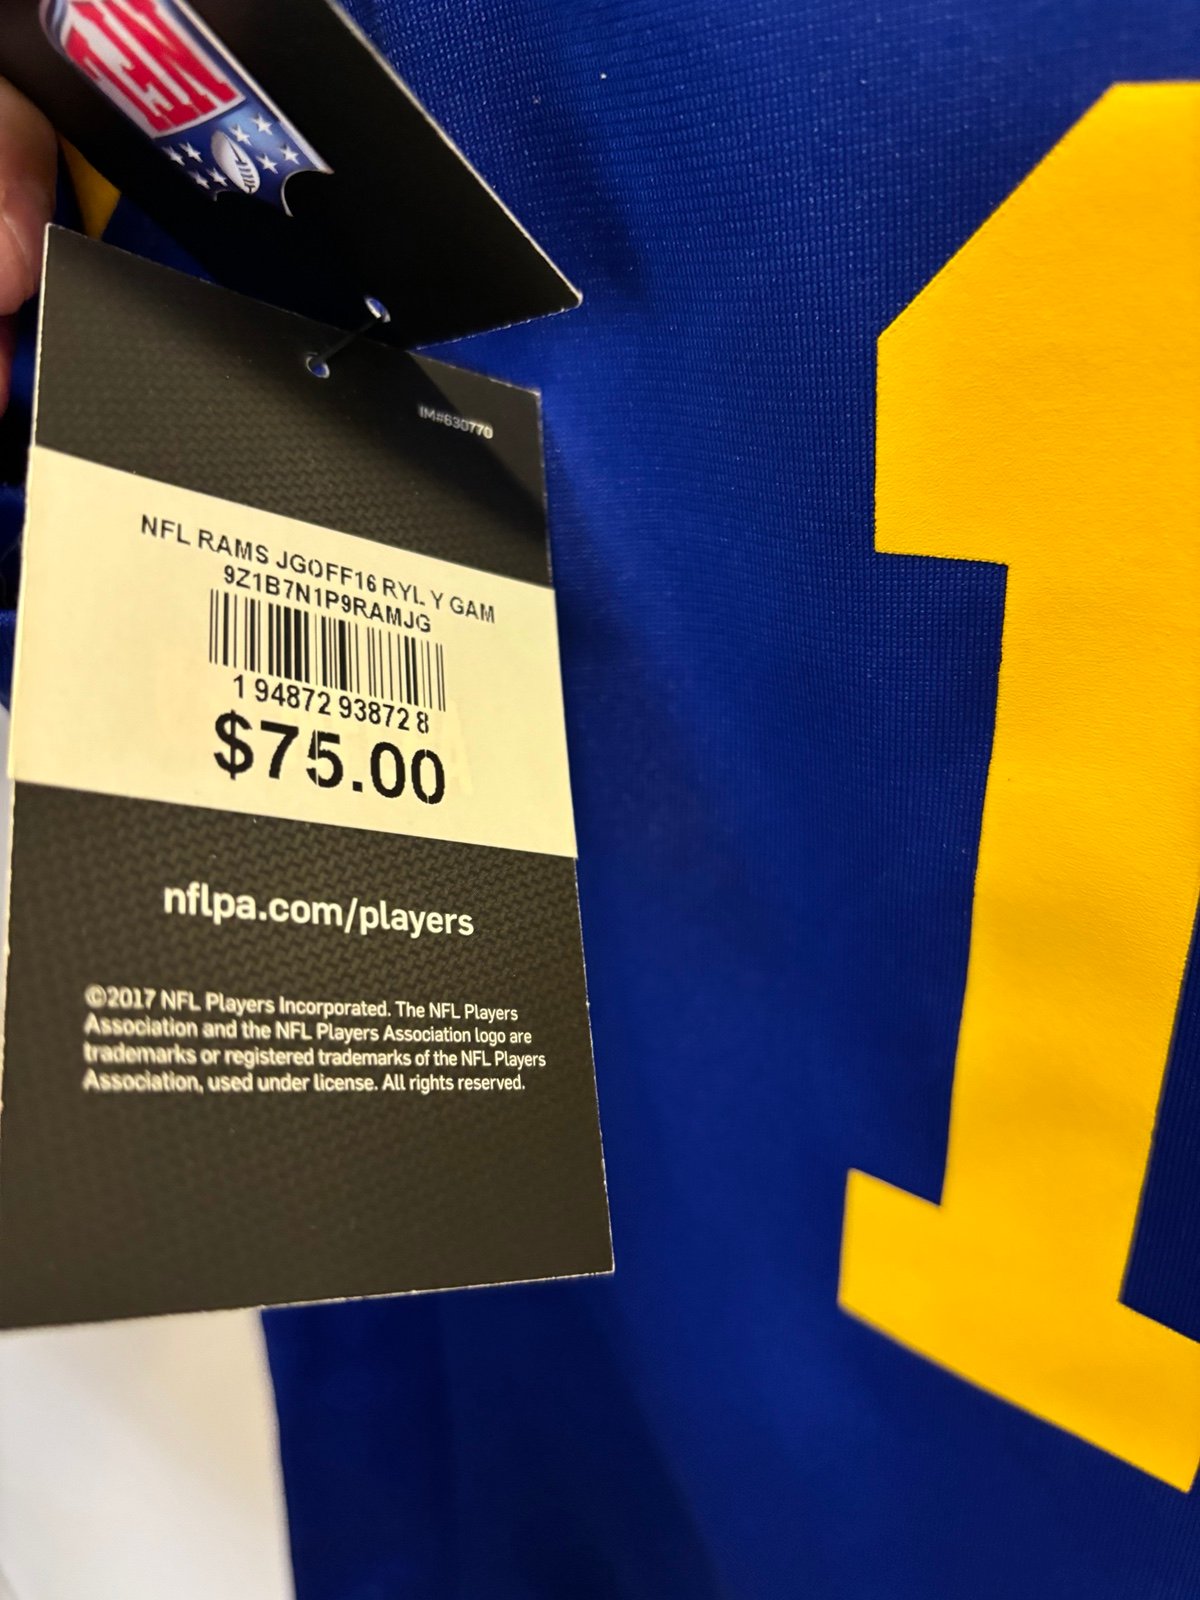 NFL
IM#630770
NFL RAMS JGOFF16 RYL Y GAM
9Z1B7N1P9RAMJG
1 94872 93872 8
$75.00
nflpa.com/players
©2017 NFL Players Incorporated. The NFL Players
Association and the NFL Players Association logo are
trademarks or registered trademarks of the NFL Players
Association, used under license. All rights reserved.
1